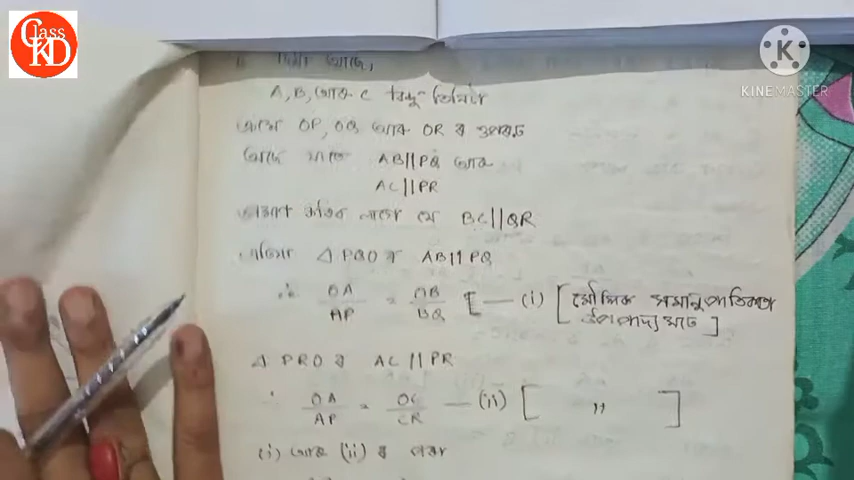 Class
KD
KINEMASTER
A, B, আৰু C বিন্দু তিনিটা
ক্ৰমে OP, OQ আৰু OR ৰ ওপৰত
আছে যাতে AB||PQ আৰু
AC||PR
প্ৰমাণ কৰিব লাগে যে BC||QR
Δ PQO ত AB||PQ
∴ OA/AP = OB/BQ [ — (i) [ মৌলিক সমানুপাতিকতা
উপপাদ্য মতে ]
Δ PRO ৰ AC||PR
∴ OA/AP = OC/CR — (ii) [ " ]
(i) আৰু (ii) ৰ পৰা